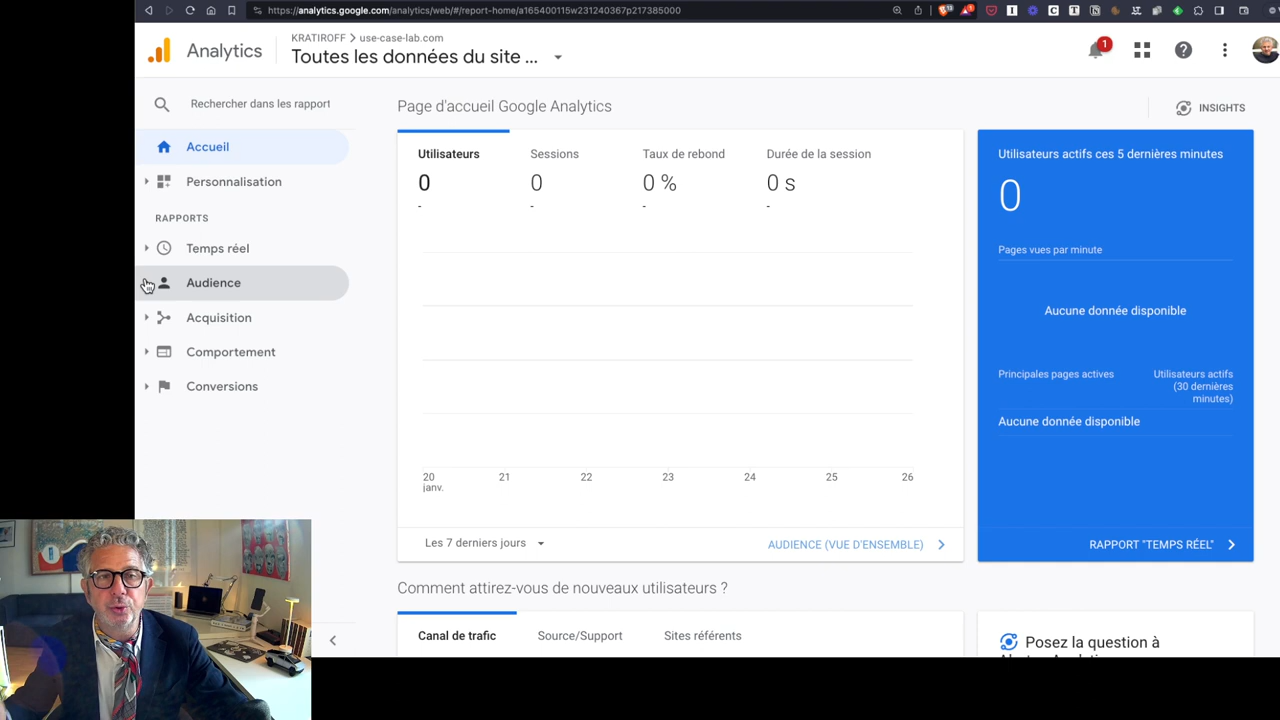 https://analytics.google.com/analytics/web/#/report-home/a165400115w231240367p217385000
Analytics
KRATIROFF > use-case-lab.com
Toutes les données du site ...
1
Rechercher dans les rapport
Accueil
Personnalisation
RAPPORTS
Temps réel
Audience
Acquisition
Comportement
Conversions
Page d'accueil Google Analytics
INSIGHTS
Utilisateurs
Sessions
Taux de rebond
Durée de la session
0
0
0 %
0 s
-
-
-
-
20
janv.
21
22
23
24
25
26
Les 7 derniers jours
AUDIENCE (VUE D'ENSEMBLE)
Utilisateurs actifs ces 5 dernières minutes
0
Pages vues par minute
Aucune donnée disponible
Principales pages actives
Utilisateurs actifs
(30 dernières
minutes)
Aucune donnée disponible
RAPPORT "TEMPS RÉEL"
Comment attirez-vous de nouveaux utilisateurs ?
Canal de trafic
Source/Support
Sites référents
Posez la question à